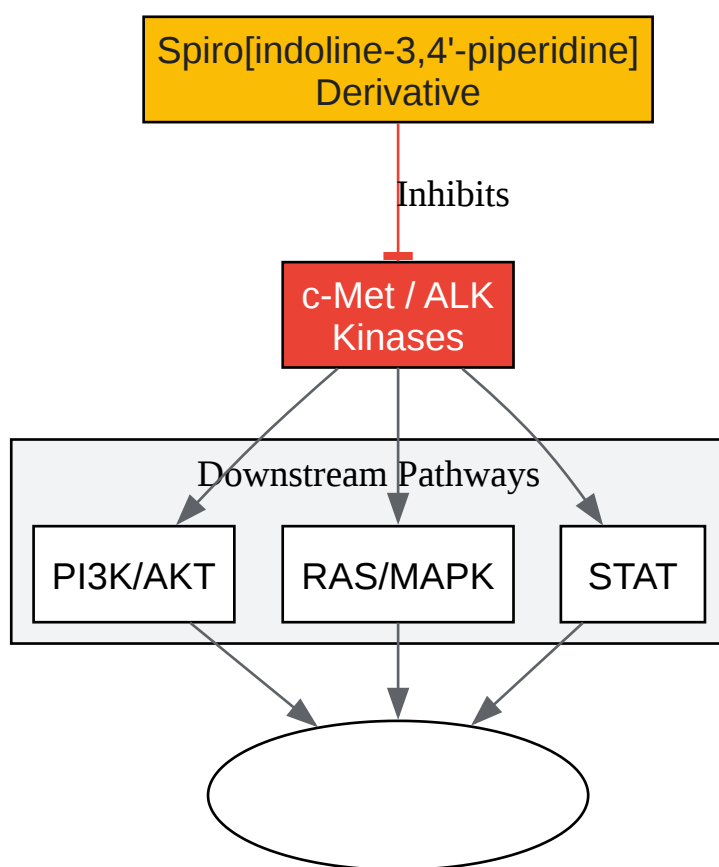 Spiro[indoline-3,4'-piperidine]
Derivative
Inhibits
c-Met / ALK
Kinases
Downstream Pathways
PI3K/AKT
RAS/MAPK
STAT